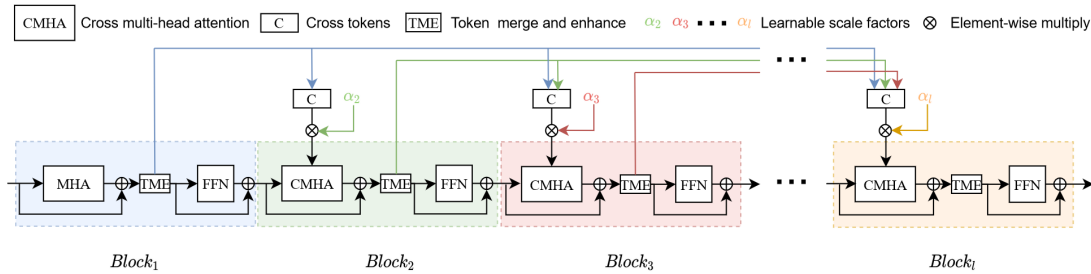 CMHA Cross multi-head attention C Cross tokens TME Token merge and enhance α₂ α₃ ▪ ▪ ▪ ▪ αₗ Learnable scale factors ⊗ Element-wise multiply
▪ ▪ ▪
C α₂ C α₃ C αₗ
MHA TME FFN CMHA TME FFN CMHA TME FFN ▪ ▪ ▪ CMHA TME FFN
Block₁ Block₂ Block₃ Blockₗ